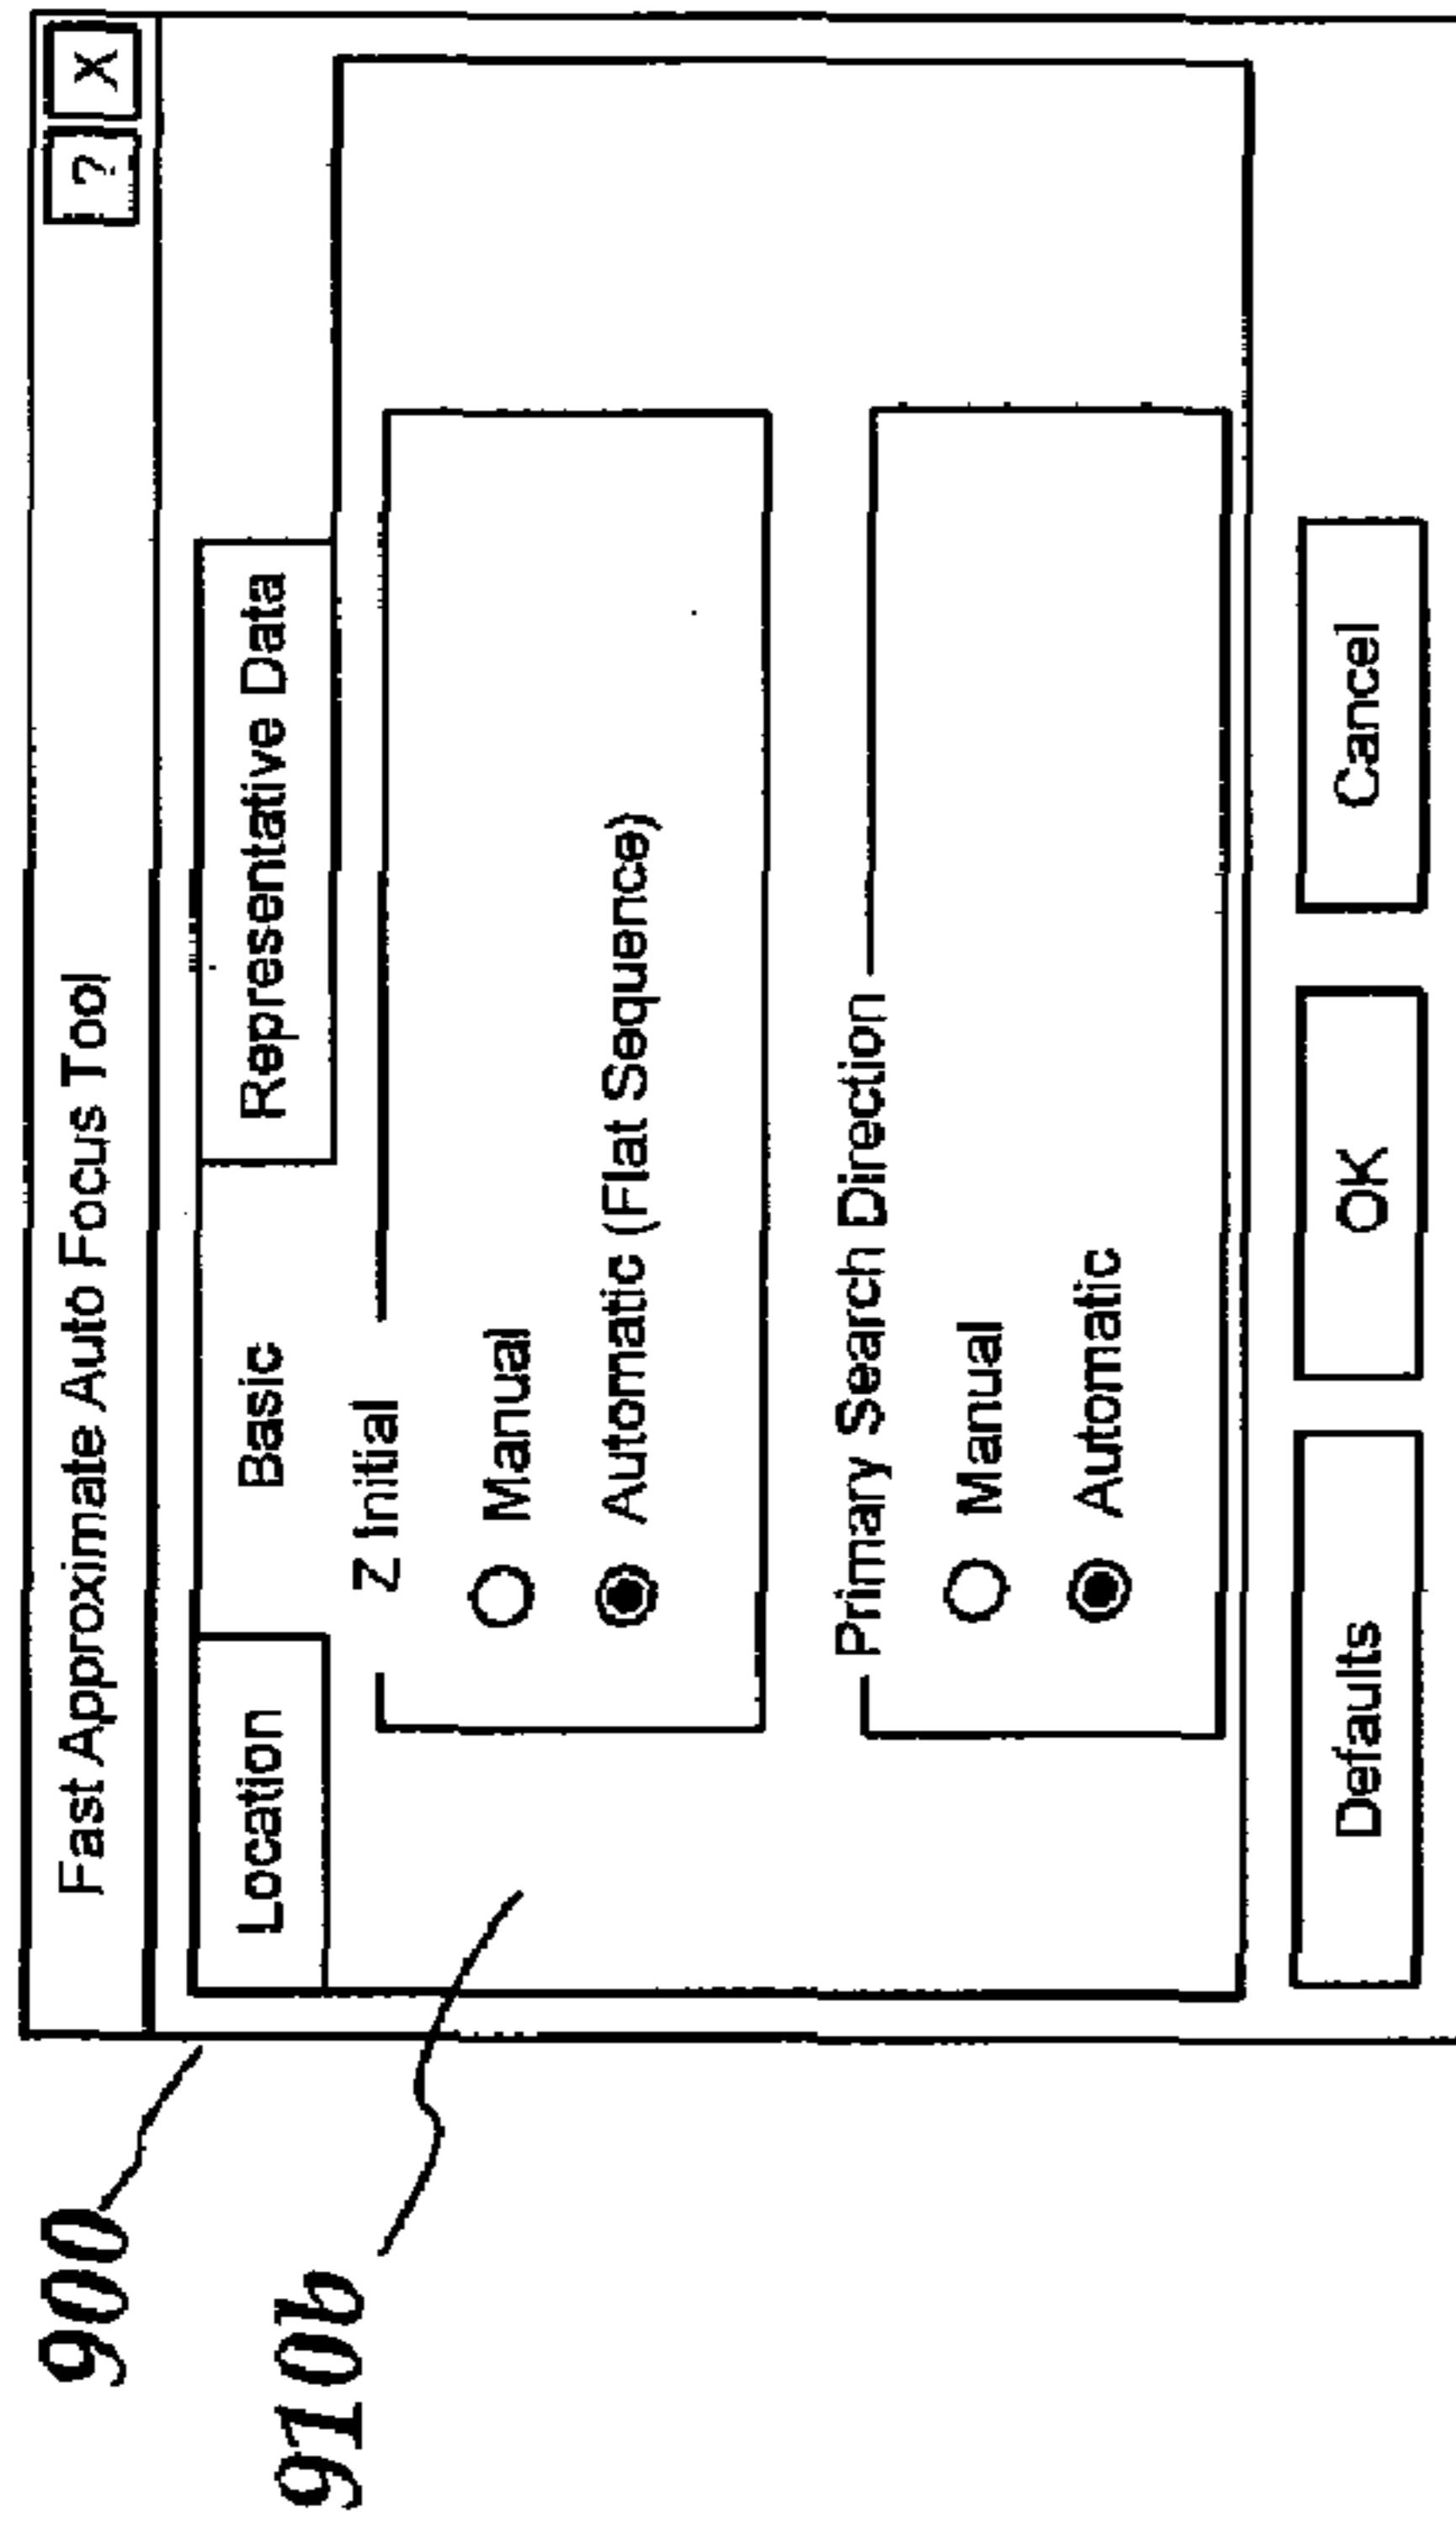 900
Fast Approximate Auto Focus Tool
? X
910b
Location Basic Representative Data
Z Initial
Manual
Automatic (Flat Sequence)
Primary Search Direction
Manual
Automatic
Defaults OK Cancel